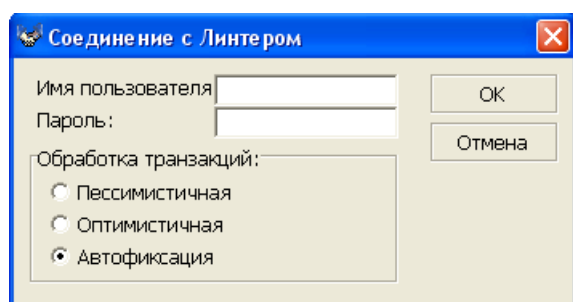 Соединение с Линтером
Имя пользователя
OK
Пароль:
Отмена
Обработка транзакций:
Пессимистичная
Оптимистичная
Автофиксация